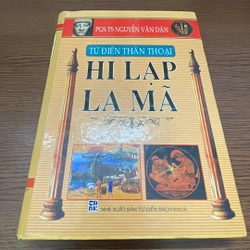 PGS.TS NGUYỄN VĂN DÂN
TỪ ĐIỂN THẦN THOẠI
HI LẠP
LA MÃ
NHÀ XUẤT BẢN TỪ ĐIỂN BÁCH KHOA